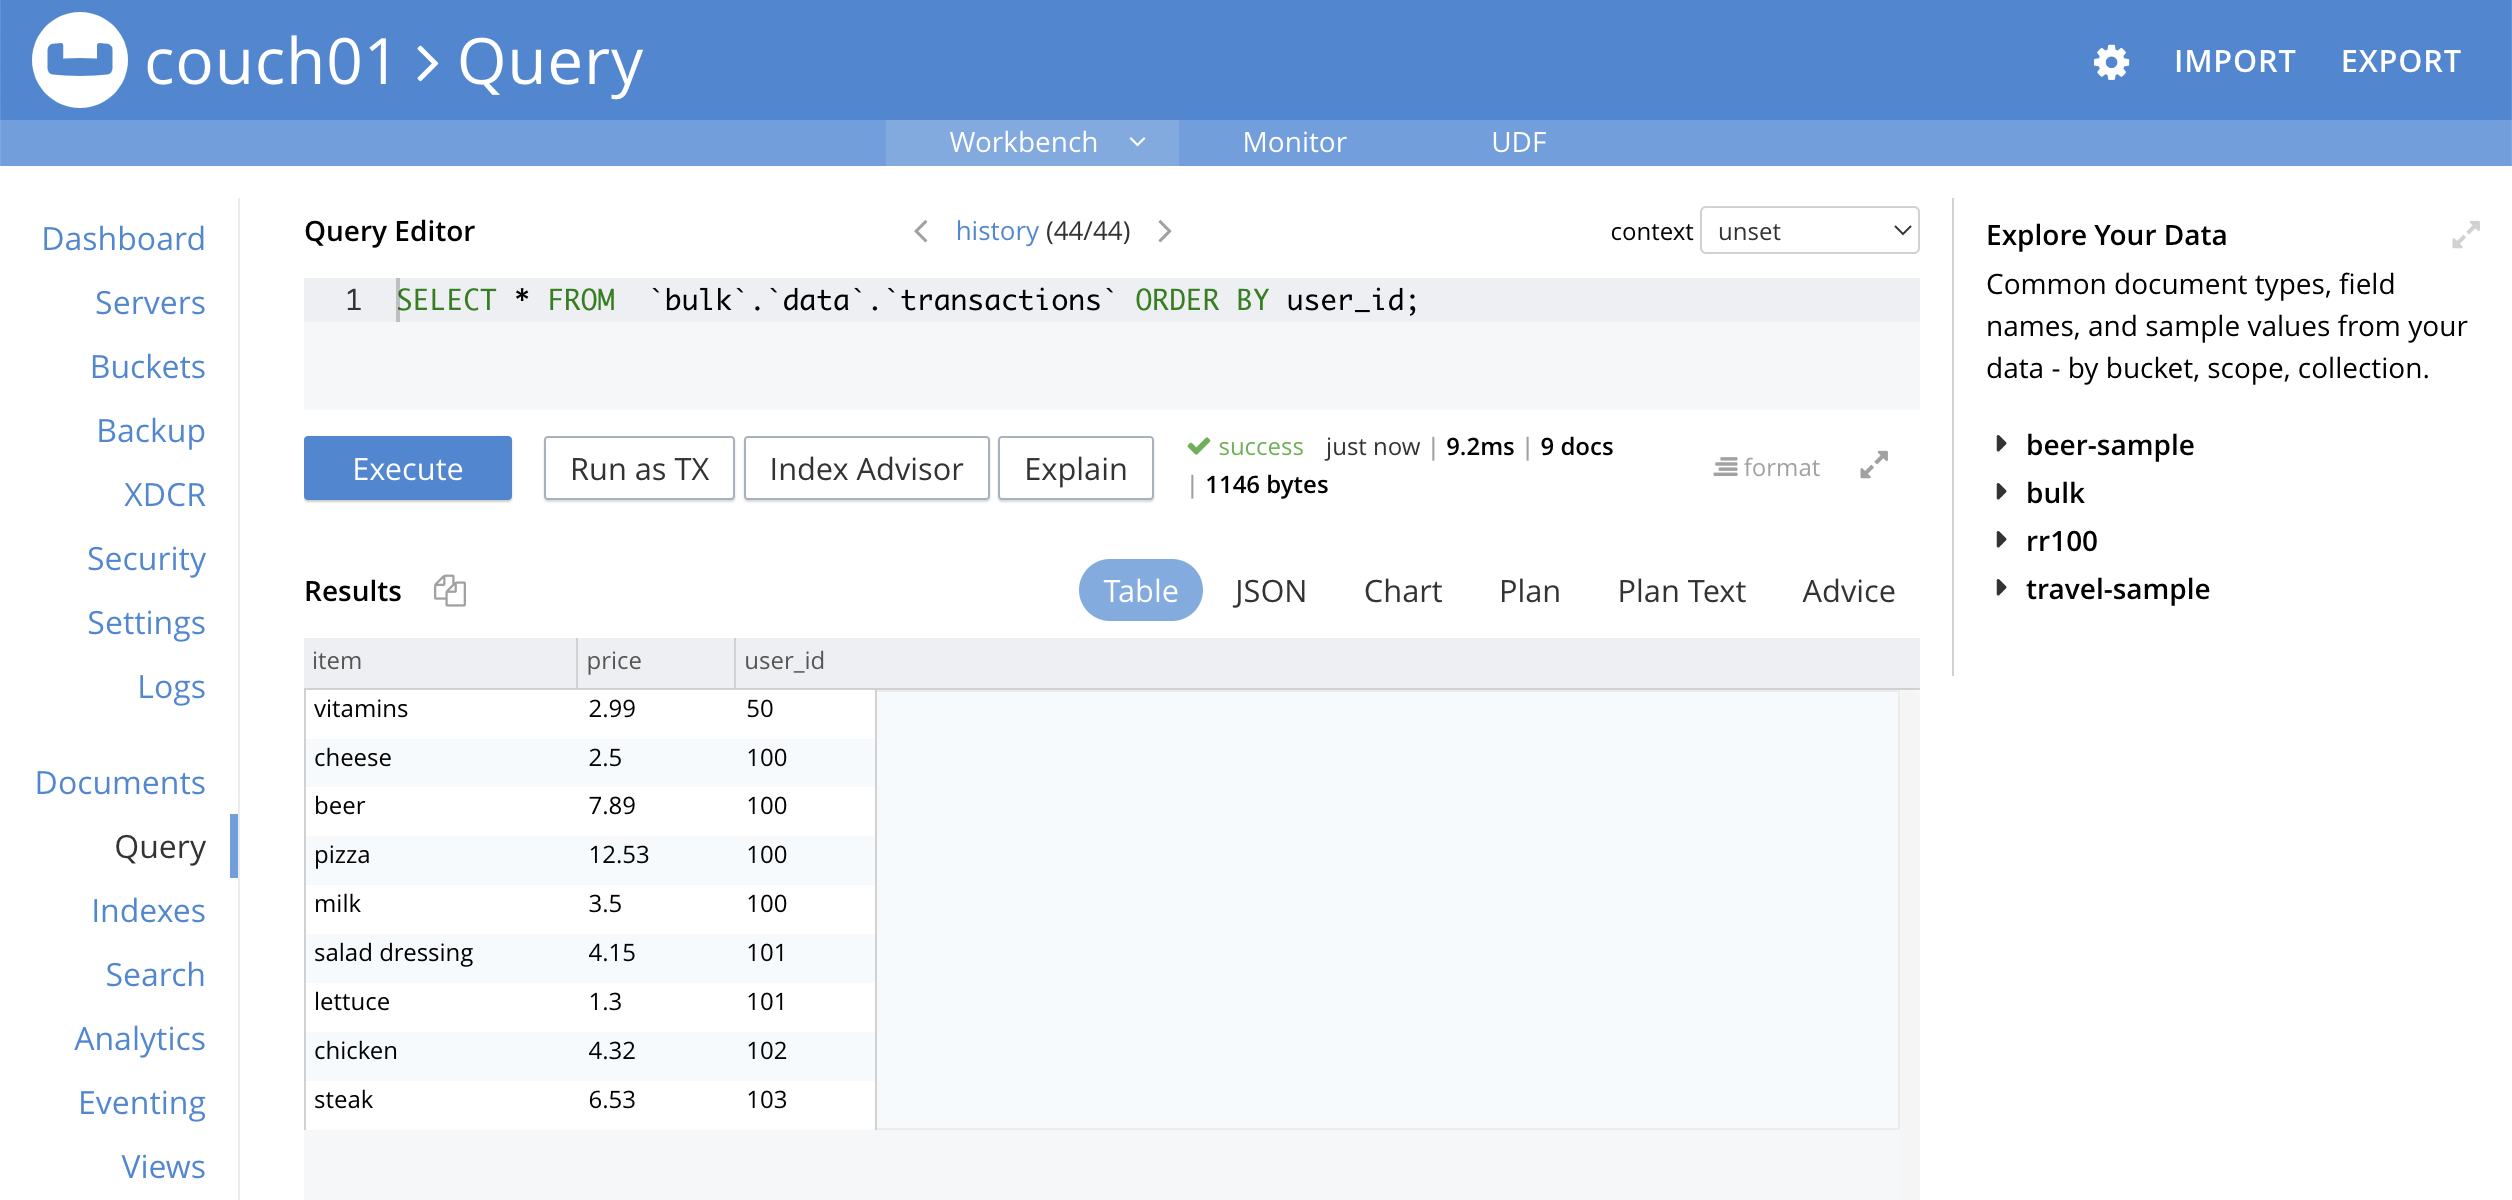 couch01 > Query
IMPORT EXPORT
Workbench Monitor UDF
Dashboard
Servers
Buckets
Backup
XDCR
Security
Settings
Logs
Documents
Query
Indexes
Search
Analytics
Eventing
Views
Query Editor history (44/44) context unset
1 SELECT * FROM  `bulk`.`data`.`transactions` ORDER BY user_id;
Execute Run as TX Index Advisor Explain success just now | 9.2ms | 9 docs
| 1146 bytes
format
Results Table JSON Chart Plan Plan Text Advice
item price user_id
vitamins 2.99 50
cheese 2.5 100
beer 7.89 100
pizza 12.53 100
milk 3.5 100
salad dressing 4.15 101
lettuce 1.3 101
chicken 4.32 102
steak 6.53 103
Explore Your Data
Common document types, field
names, and sample values from your
data - by bucket, scope, collection.
beer-sample
bulk
rr100
travel-sample